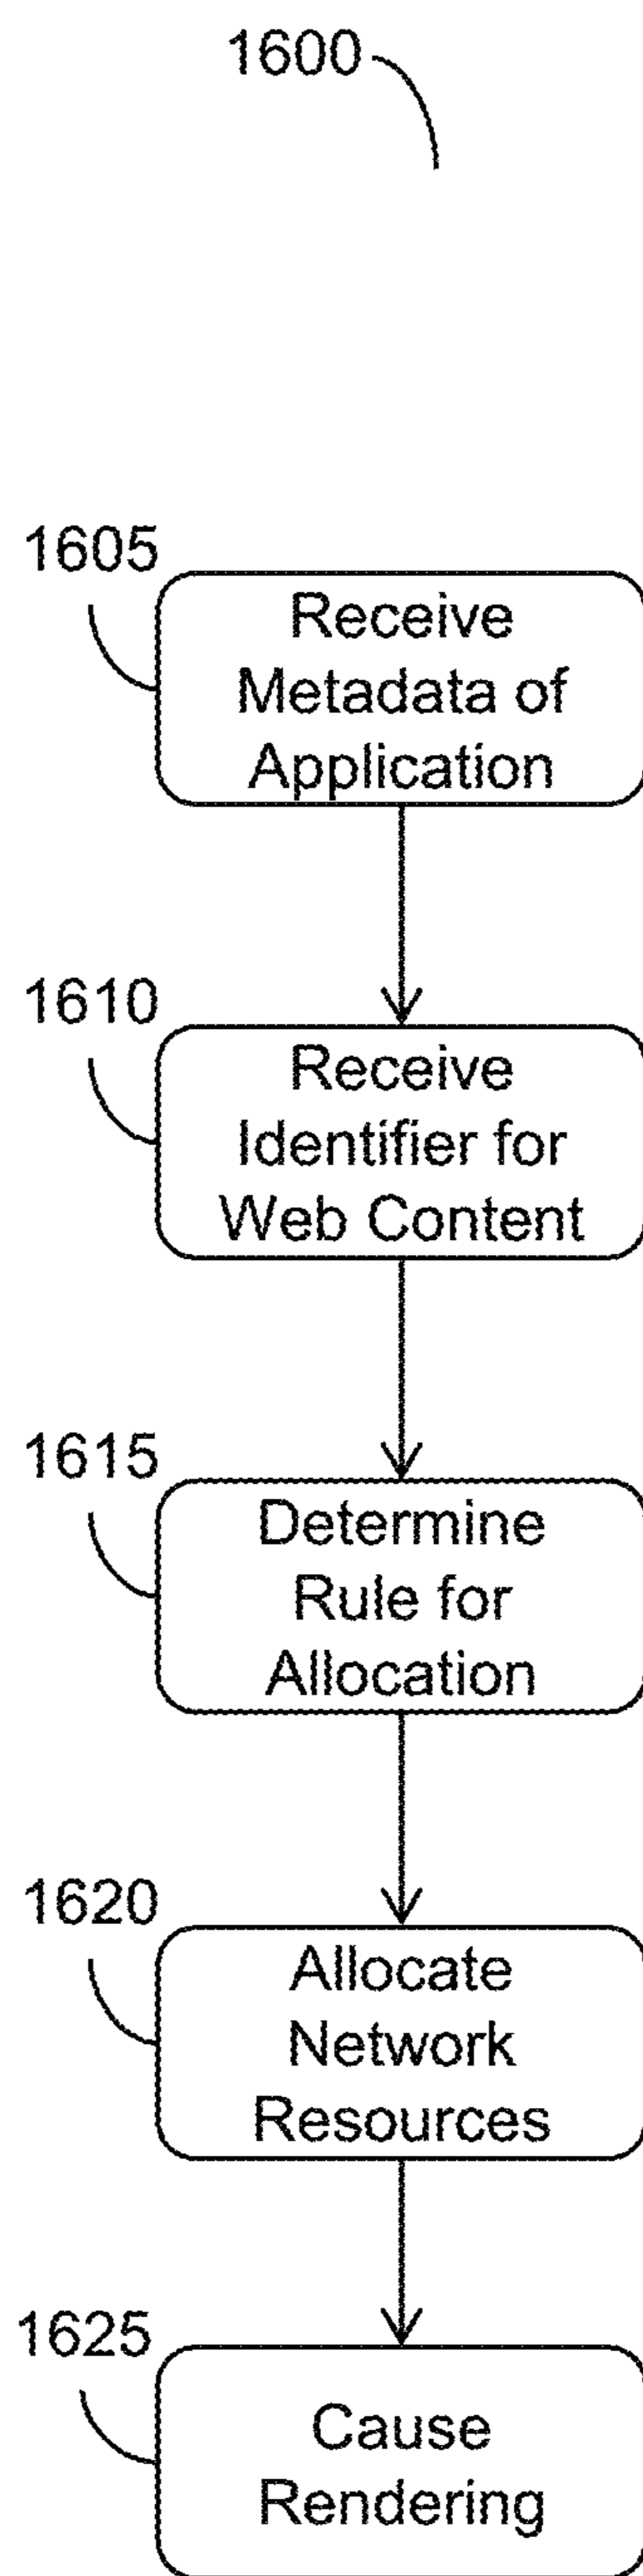 1600
1605
Receive
Metadata of
Application
1610
Receive
Identifier for
Web Content
1615
Determine
Rule for
Allocation
1620
Allocate
Network
Resources
1625
Cause
Rendering